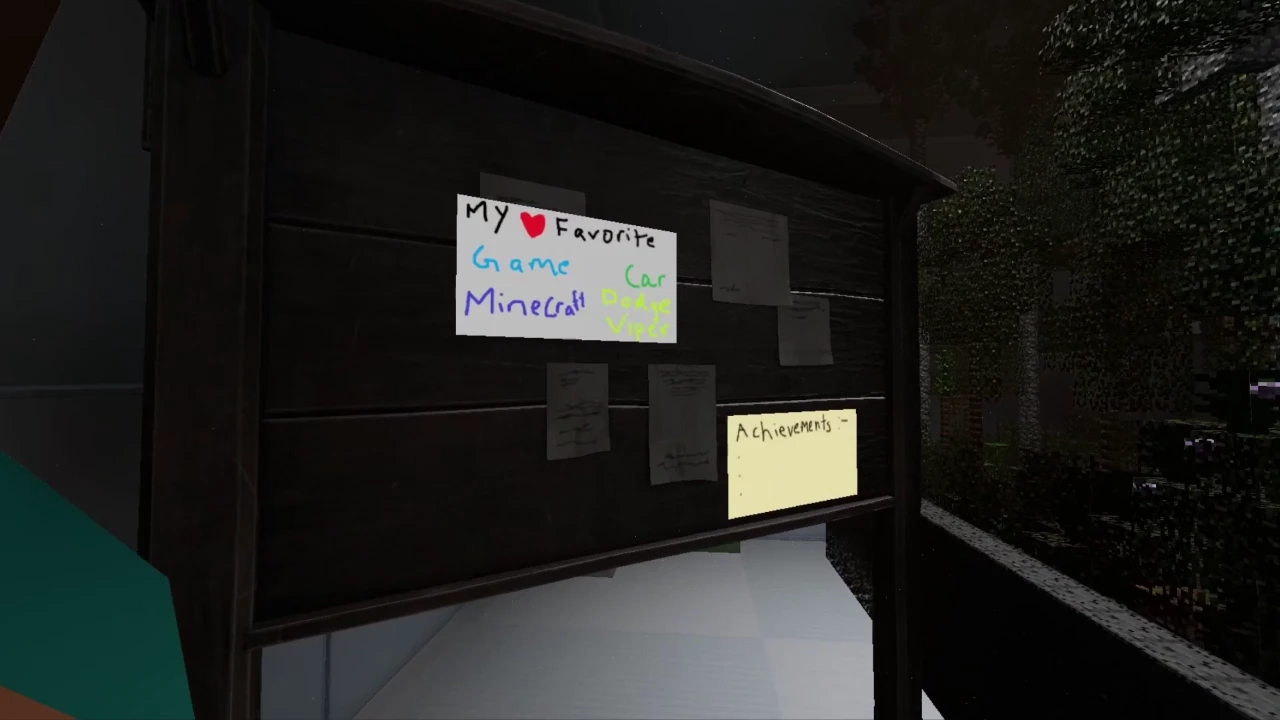 MY Favorite
Game
Car
Minecraft
Dodge
Viper
Achievements :-